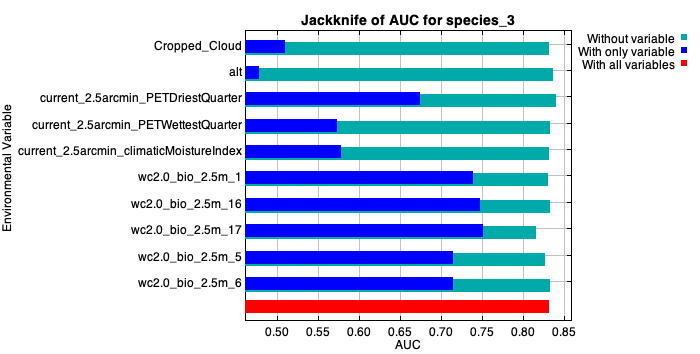 Jackknife of AUC for species_3
Without variable
With only variable
With all variables
Environmental Variable
Cropped_Cloud
alt
current_2.5arcmin_PETDriestQuarter
current_2.5arcmin_PETWettestQuarter
current_2.5arcmin_climaticMoistureIndex
wc2.0_bio_2.5m_1
wc2.0_bio_2.5m_16
wc2.0_bio_2.5m_17
wc2.0_bio_2.5m_5
wc2.0_bio_2.5m_6
0.50 0.55 0.60 0.65 0.70 0.75 0.80 0.85
AUC